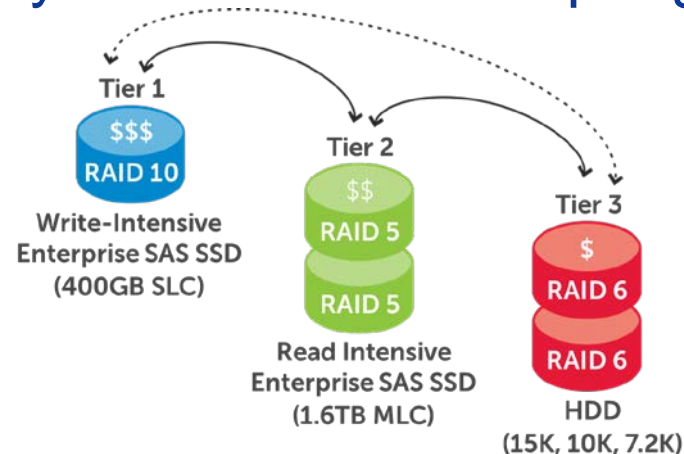 Tier 1
$$$
RAID 10
Write-Intensive
Enterprise SAS SSD
(400GB SLC)
Tier 2
$$
RAID 5
RAID 5
Read Intensive
Enterprise SAS SSD
(1.6TB MLC)
Tier 3
$
RAID 6
RAID 6
HDD
(15K, 10K, 7.2K)